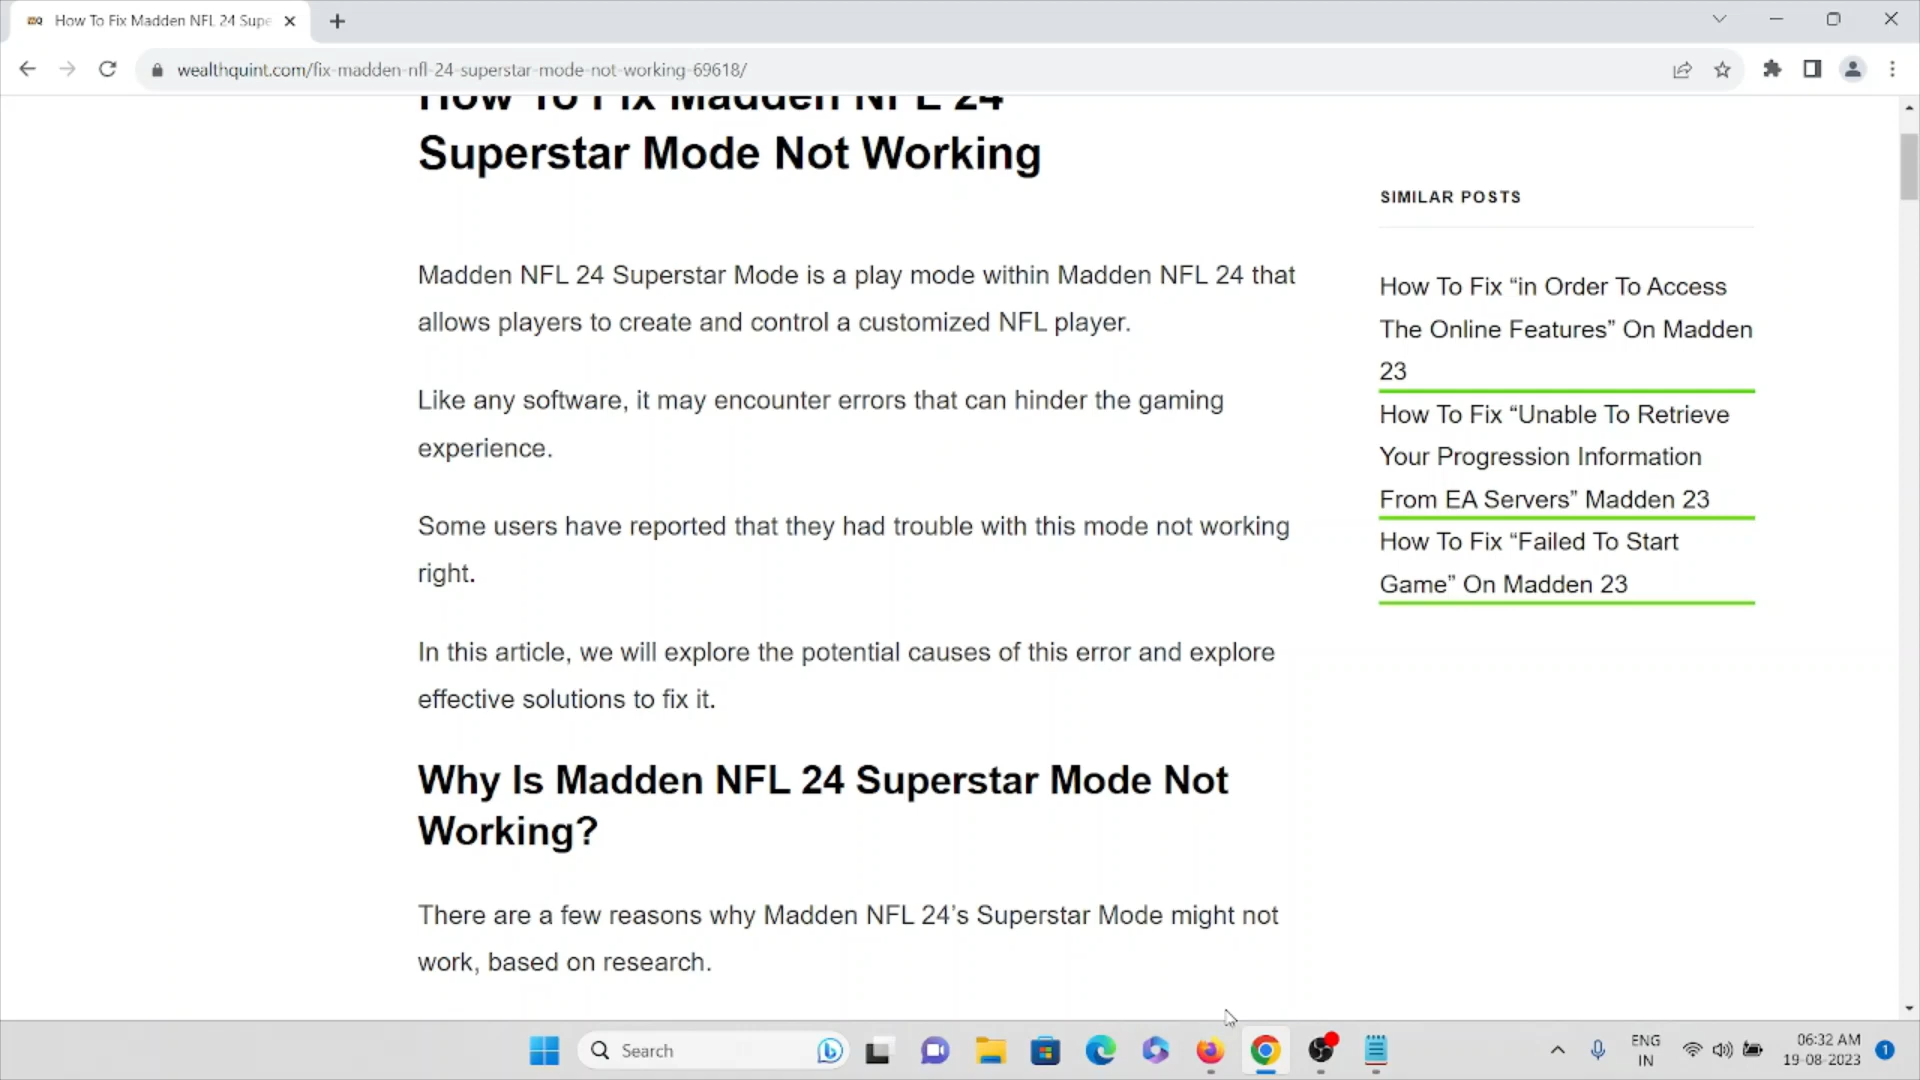 How To Fix Madden NFL 24 Supe
wealthquint.com/fix-madden-nfl-24-superstar-mode-not-working-69618/
How To Fix Madden NFL 24
Superstar Mode Not Working
Madden NFL 24 Superstar Mode is a play mode within Madden NFL 24 that
allows players to create and control a customized NFL player.
Like any software, it may encounter errors that can hinder the gaming
experience.
Some users have reported that they had trouble with this mode not working
right.
In this article, we will explore the potential causes of this error and explore
effective solutions to fix it.
Why Is Madden NFL 24 Superstar Mode Not
Working?
There are a few reasons why Madden NFL 24’s Superstar Mode might not
work, based on research.
SIMILAR POSTS
How To Fix “in Order To Access
The Online Features” On Madden
23
How To Fix “Unable To Retrieve
Your Progression Information
From EA Servers” Madden 23
How To Fix “Failed To Start
Game” On Madden 23
Search
ENG
IN
06:32 AM
19-08-2023
1